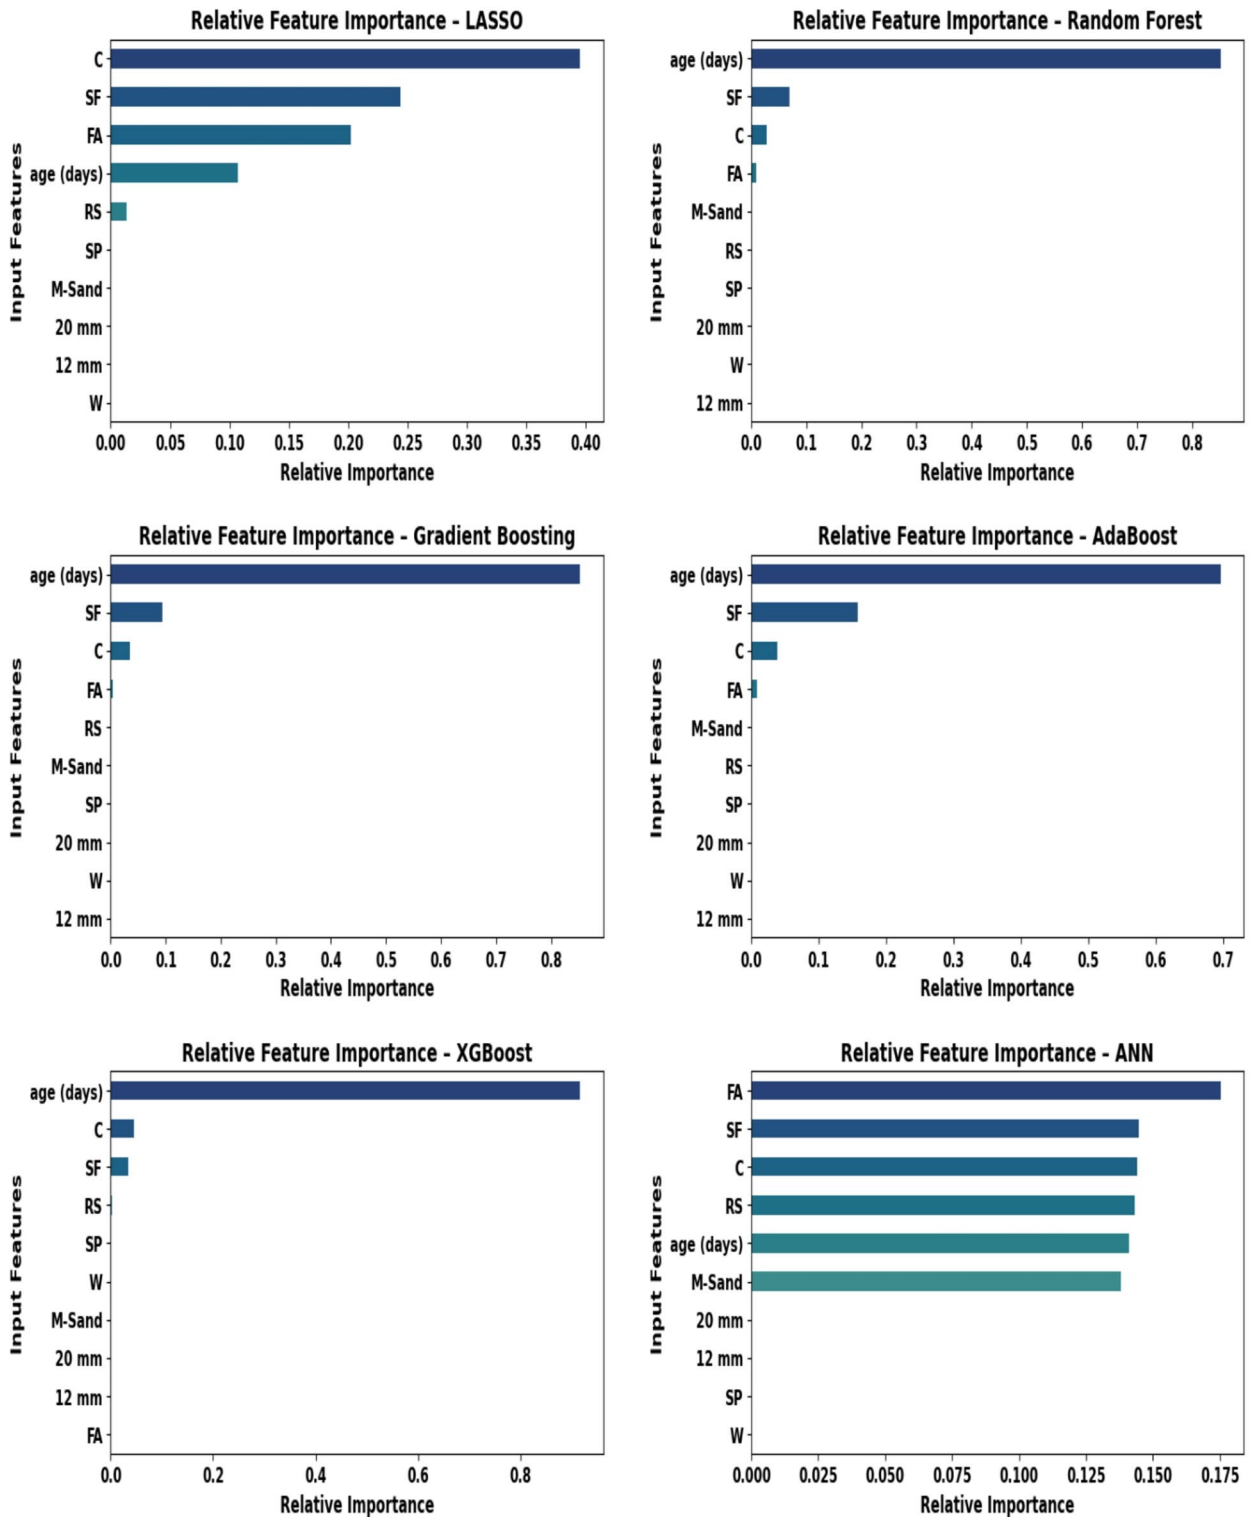 Relative Feature Importance – LASSO
Input Features
C
SF
FA
age (days)
RS
SP
M-Sand
20 mm
12 mm
W
0.00 0.05 0.10 0.15 0.20 0.25 0.30 0.35 0.40
Relative Importance
Relative Feature Importance – Random Forest
Input Features
age (days)
SF
C
FA
M-Sand
RS
SP
20 mm
W
12 mm
0.0 0.1 0.2 0.3 0.4 0.5 0.6 0.7 0.8
Relative Importance
Relative Feature Importance – Gradient Boosting
Input Features
age (days)
SF
C
FA
RS
M-Sand
SP
20 mm
W
12 mm
0.0 0.1 0.2 0.3 0.4 0.5 0.6 0.7 0.8
Relative Importance
Relative Feature Importance – AdaBoost
Input Features
age (days)
SF
C
FA
M-Sand
RS
SP
20 mm
W
12 mm
0.0 0.1 0.2 0.3 0.4 0.5 0.6 0.7
Relative Importance
Relative Feature Importance – XGBoost
Input Features
age (days)
C
SF
RS
SP
W
M-Sand
20 mm
12 mm
FA
0.0 0.2 0.4 0.6 0.8
Relative Importance
Relative Feature Importance – ANN
Input Features
FA
SF
C
RS
age (days)
M-Sand
20 mm
12 mm
SP
W
0.000 0.025 0.050 0.075 0.100 0.125 0.150 0.175
Relative Importance